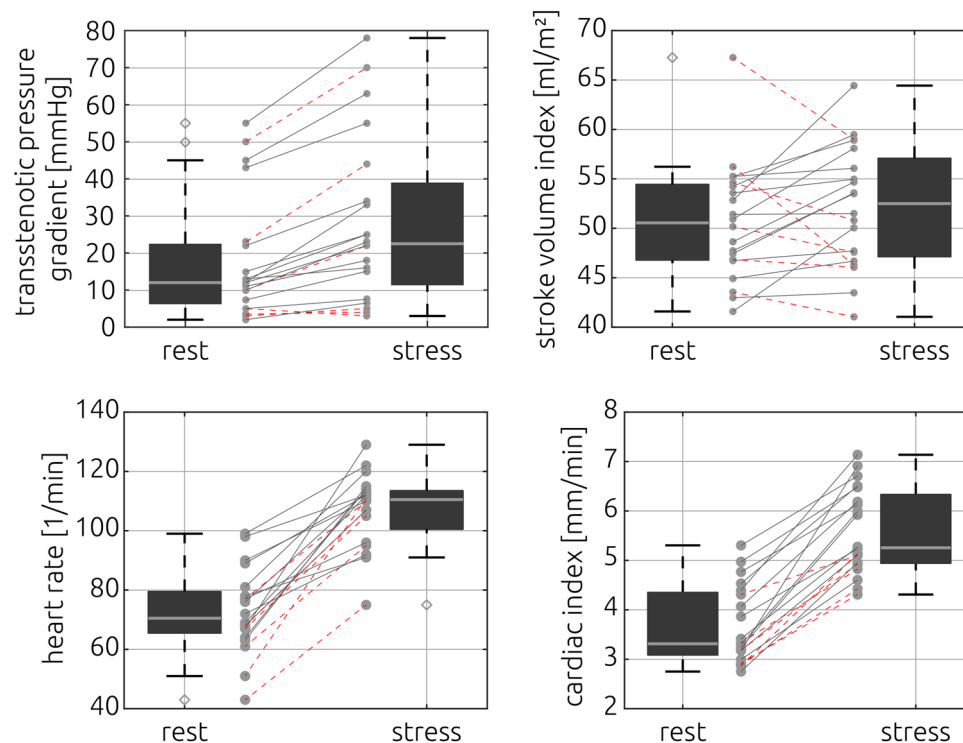 transstenotic pressure
gradient [mmHg]
80
70
60
50
40
30
20
10
0
rest
stress
stroke volume index [ml/m²]
70
65
60
55
50
45
40
rest
stress
heart rate [1/min]
140
120
100
80
60
40
rest
stress
cardiac index [mm/min]
8
7
6
5
4
3
2
rest
stress